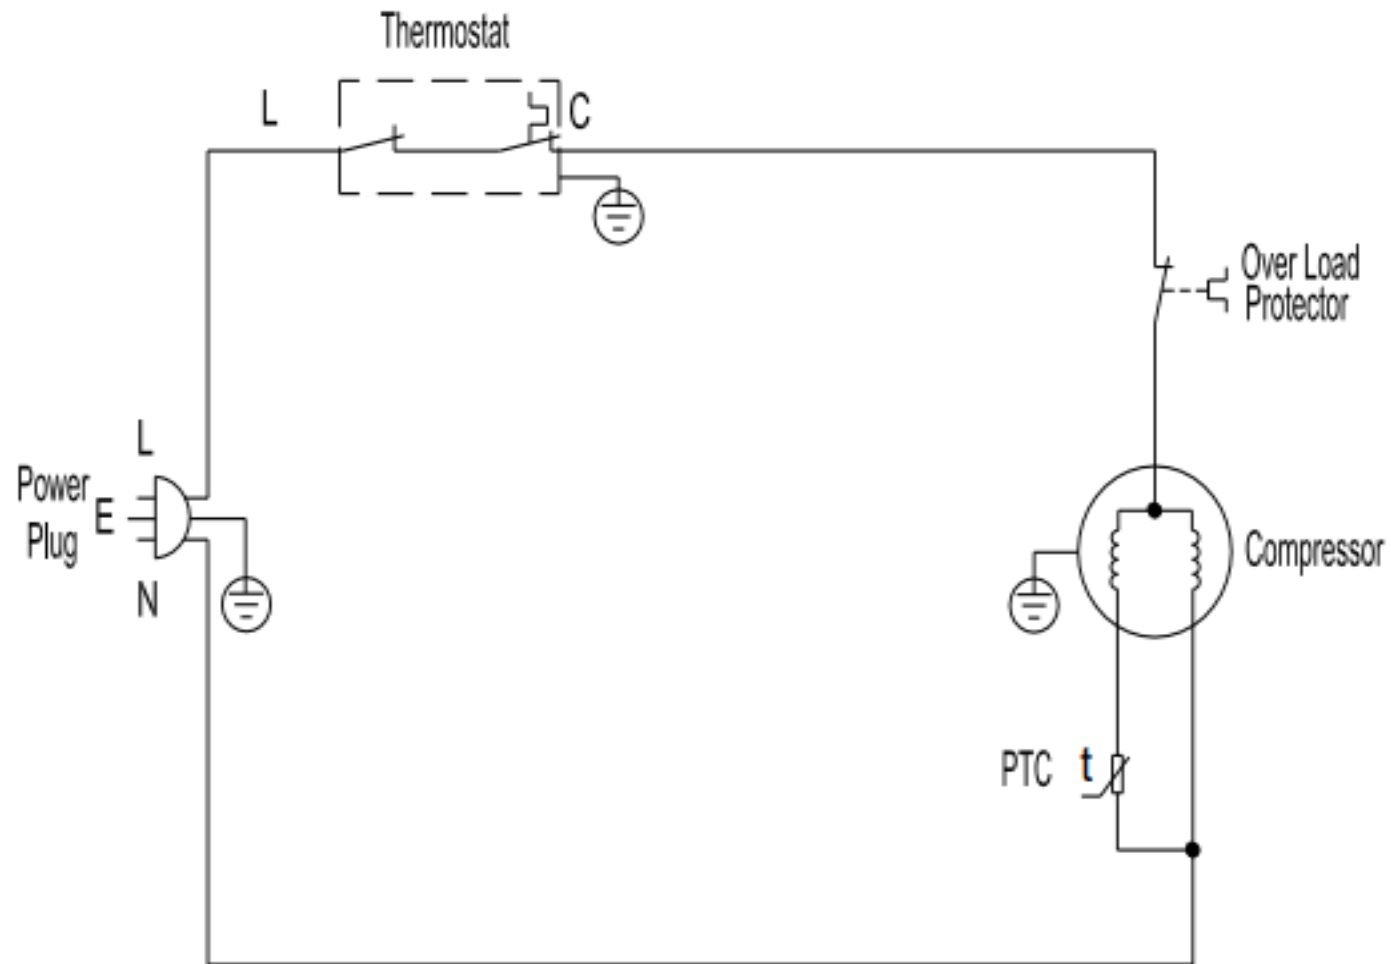 Thermostat
L
C
Over Load
Protector
L
Power
E
Plug
N
Compressor
PTC
t